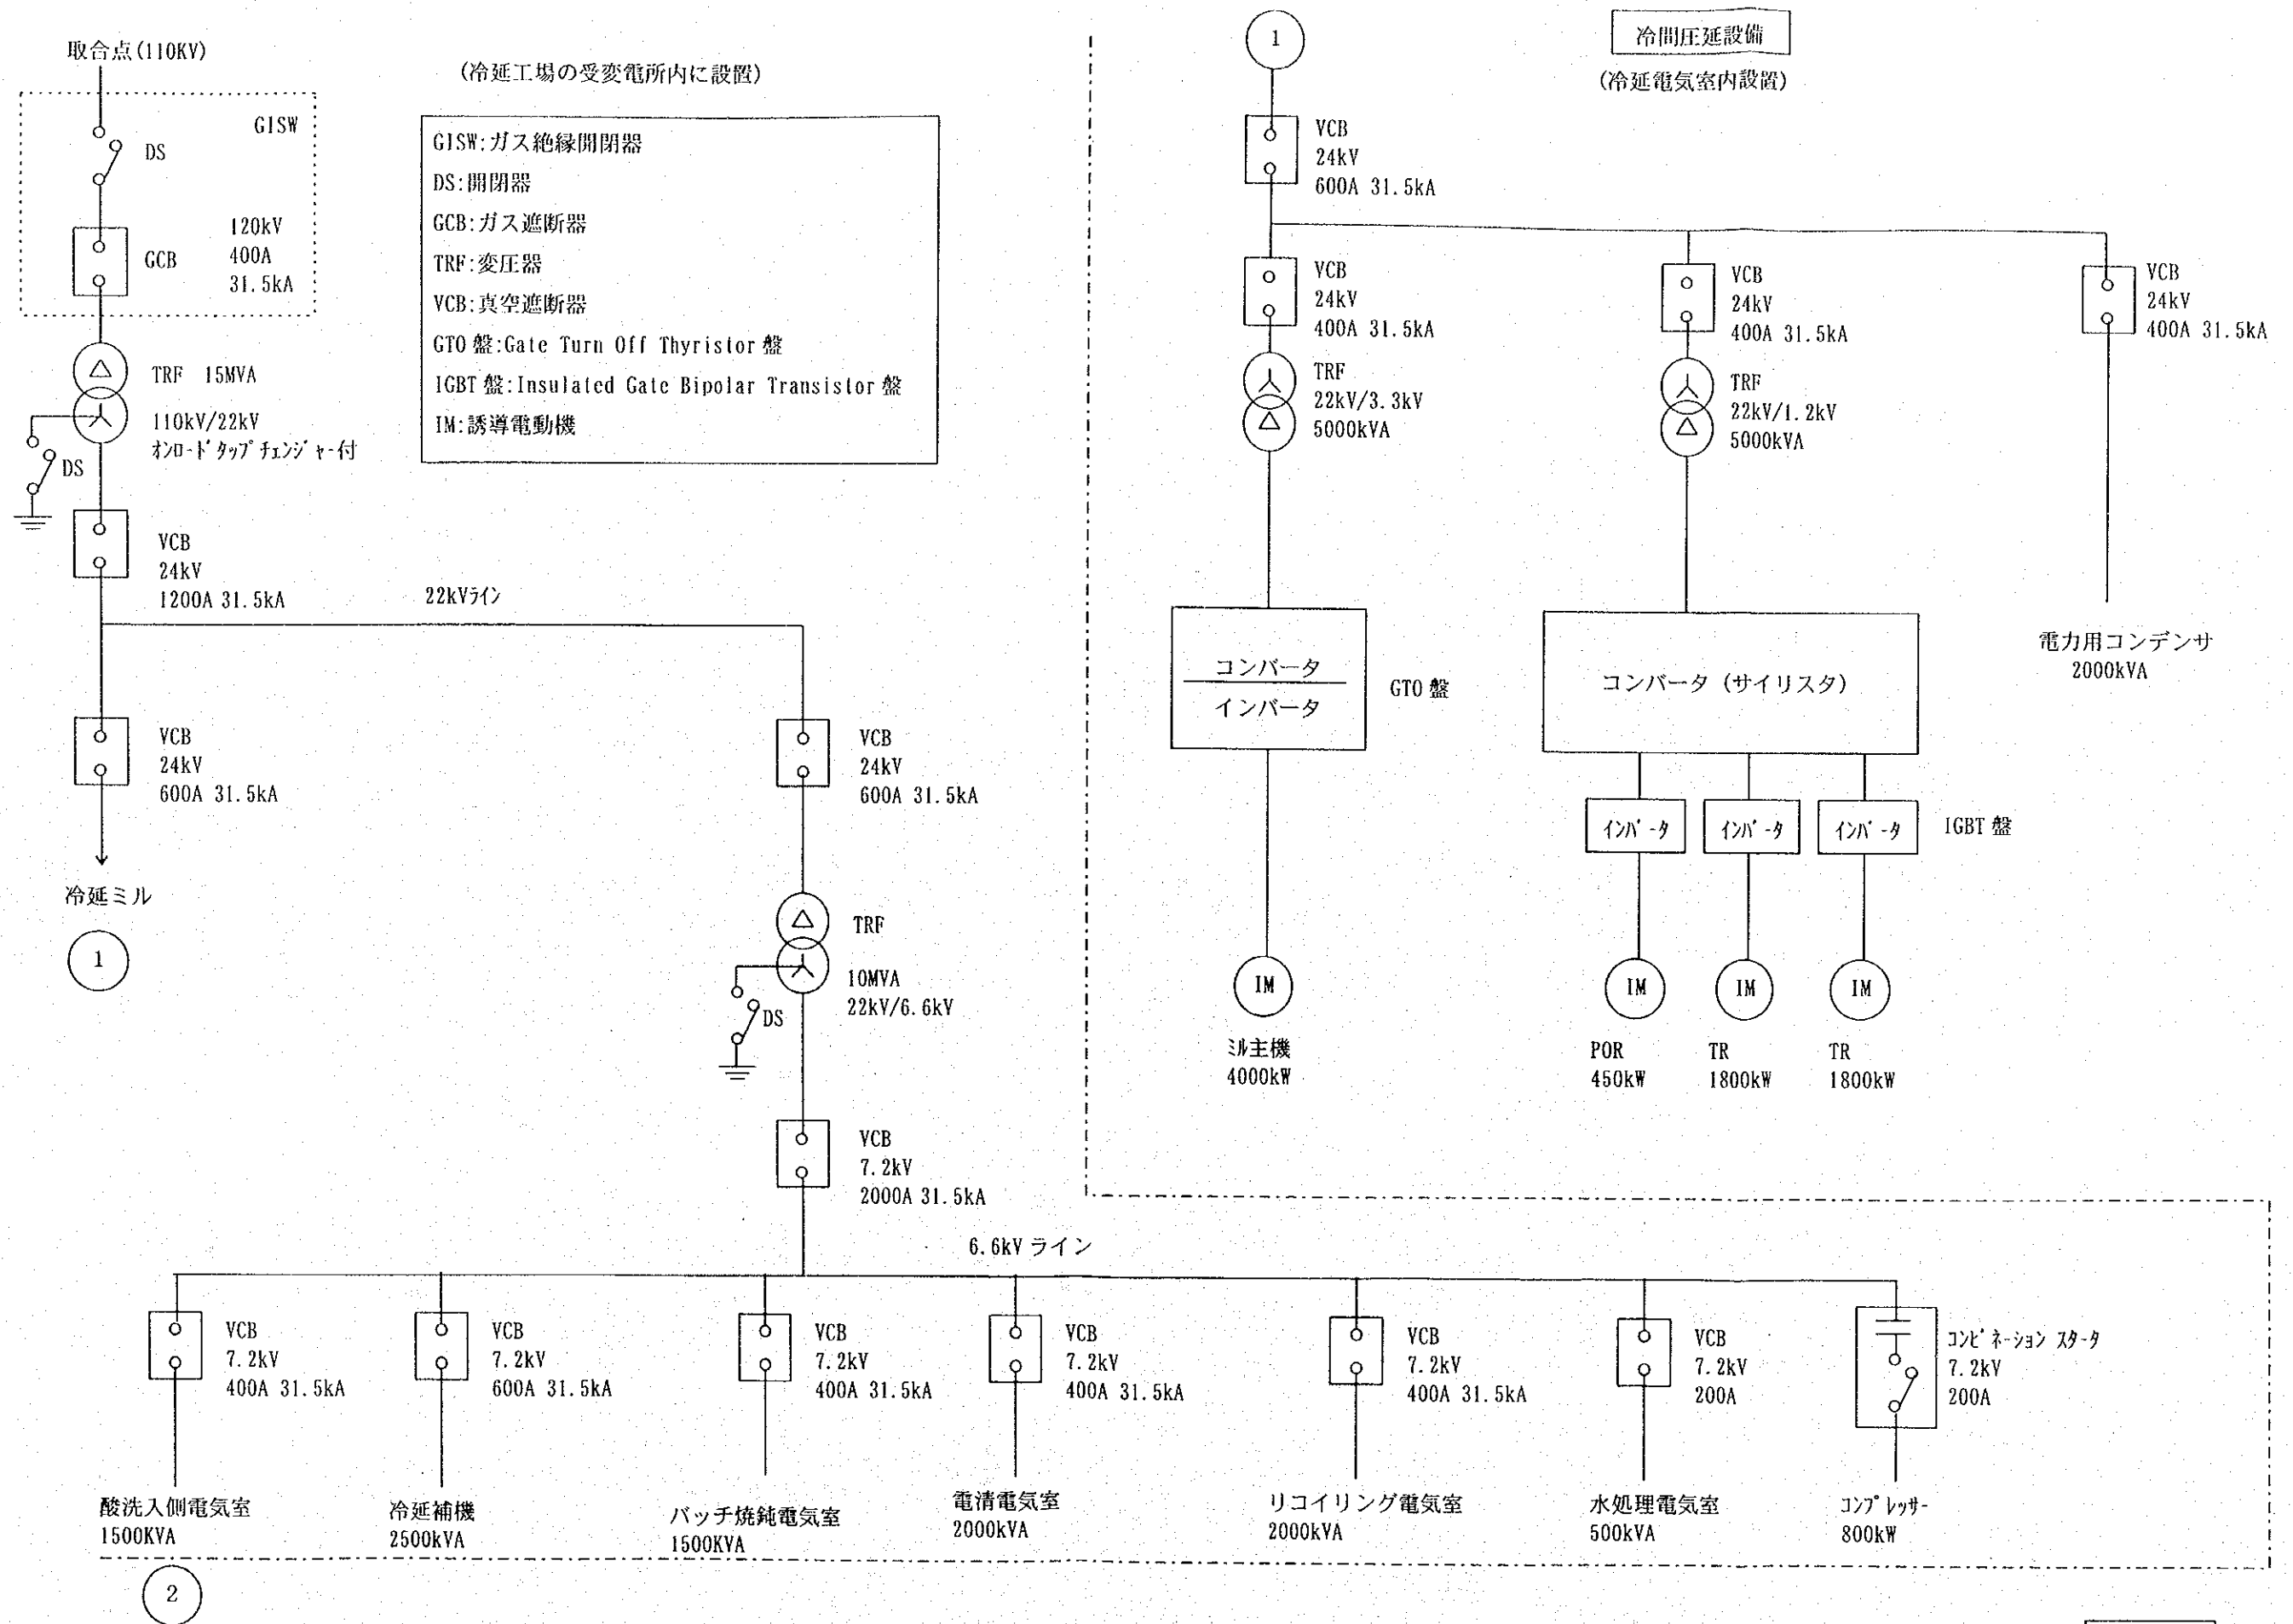 取合点(110KV)
(冷延工場の受変電所内に設置)
GISW
DS
GCB
120kV
400A
31.5kA
TRF 15MVA
110kV/22kV
オンロードタップチェンジャー付
DS
VCB
24kV
1200A 31.5kA
22kVライン
VCB
24kV
600A 31.5kA
冷延ミル
1
GISW:ガス絶縁開閉器
DS:開閉器
GCB:ガス遮断器
TRF:変圧器
VCB:真空遮断器
GTO盤:Gate Turn Off Thyristor盤
IGBT盤:Insulated Gate Bipolar Transistor盤
IM:誘導電動機
VCB
24kV
600A 31.5kA
TRF
10MVA
22kV/6.6kV
DS
VCB
7.2kV
2000A 31.5kA
6.6kVライン
1
冷間圧延設備
(冷延電気室内設置)
VCB
24kV
600A 31.5kA
VCB
24kV
400A 31.5kA
TRF
22kV/3.3kV
5000kVA
コンバータ
インバータ
GTO盤
IM
ミル主機
4000kW
VCB
24kV
400A 31.5kA
TRF
22kV/1.2kV
5000kVA
コンバータ(サイリスタ)
インバータ
インバータ
インバータ
IGBT盤
IM
IM
IM
POR
450kW
TR
1800kW
TR
1800kW
VCB
24kV
400A 31.5kA
電力用コンデンサ
2000kVA
VCB
7.2kV
400A 31.5kA
酸洗入側電気室
1500KVA
VCB
7.2kV
600A 31.5kA
冷延補機
2500kVA
VCB
7.2kV
400A 31.5kA
バッチ焼鈍電気室
1500KVA
VCB
7.2kV
400A 31.5kA
電清電気室
2000kVA
VCB
7.2kV
400A 31.5kA
リコイリング電気室
2000kVA
VCB
7.2kV
200A
水処理電気室
500kVA
コンビネーション スタータ
7.2kV
200A
コンプレッサー
800kW
2